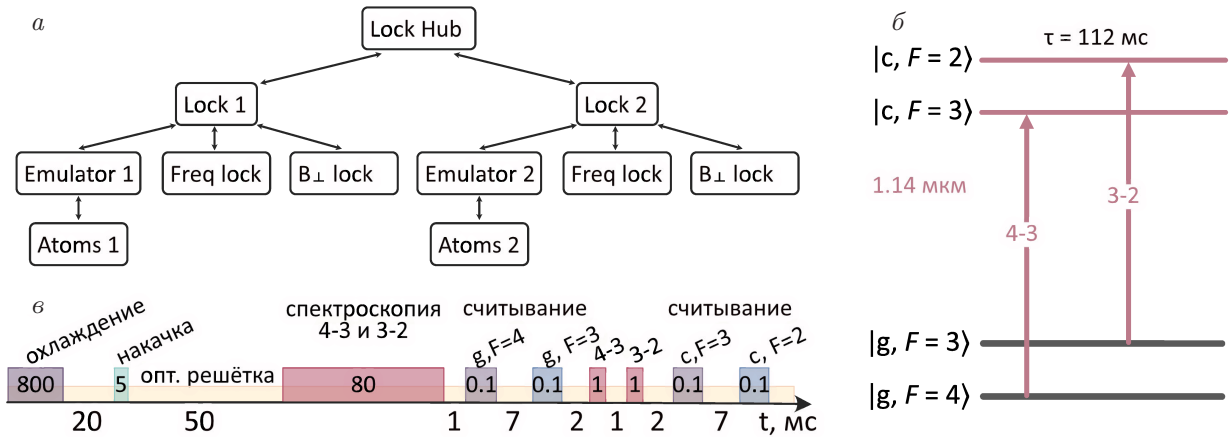 а
Lock Hub
Lock 1
Lock 2
Emulator 1
Freq lock
B⊥ lock
Emulator 2
Freq lock
B⊥ lock
Atoms 1
Atoms 2
б
τ = 112 мс
|c, F = 2⟩
|c, F = 3⟩
1.14 мкм
3-2
4-3
|g, F = 3⟩
|g, F = 4⟩
в
охлаждение
накачка
опт. решётка
спектроскопия
4-3 и 3-2
считывание
g,F=4
g, F=3
4-3
3-2
считывание
c,F=3
c, F=2
800
5
80
0.1
0.1
1
1
0.1
0.1
20
50
1
7
2
1
2
7
t, мс